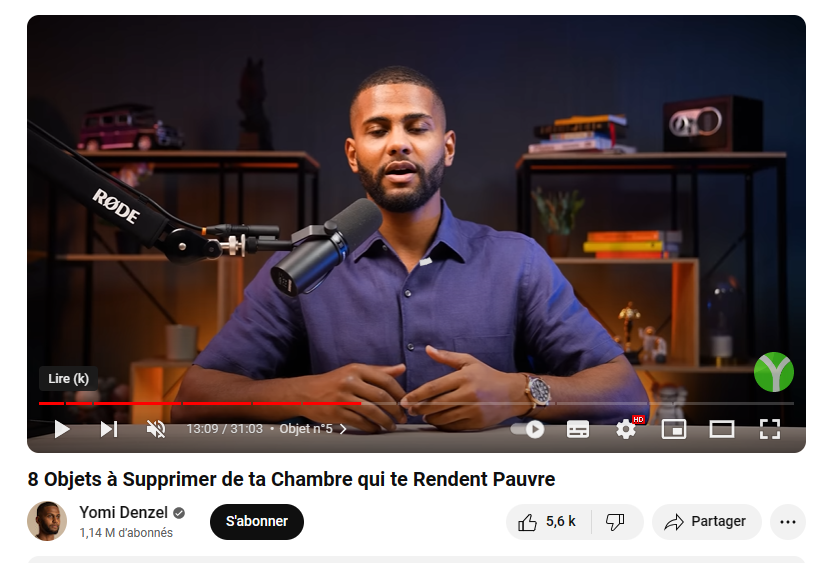 RØDE
Lire (k)
HD
13:09 / 31:03 • Objet n°5
8 Objets à Supprimer de ta Chambre qui te Rendent Pauvre
Yomi Denzel
1,14 M d'abonnés
S'abonner
5,6 k
Partager